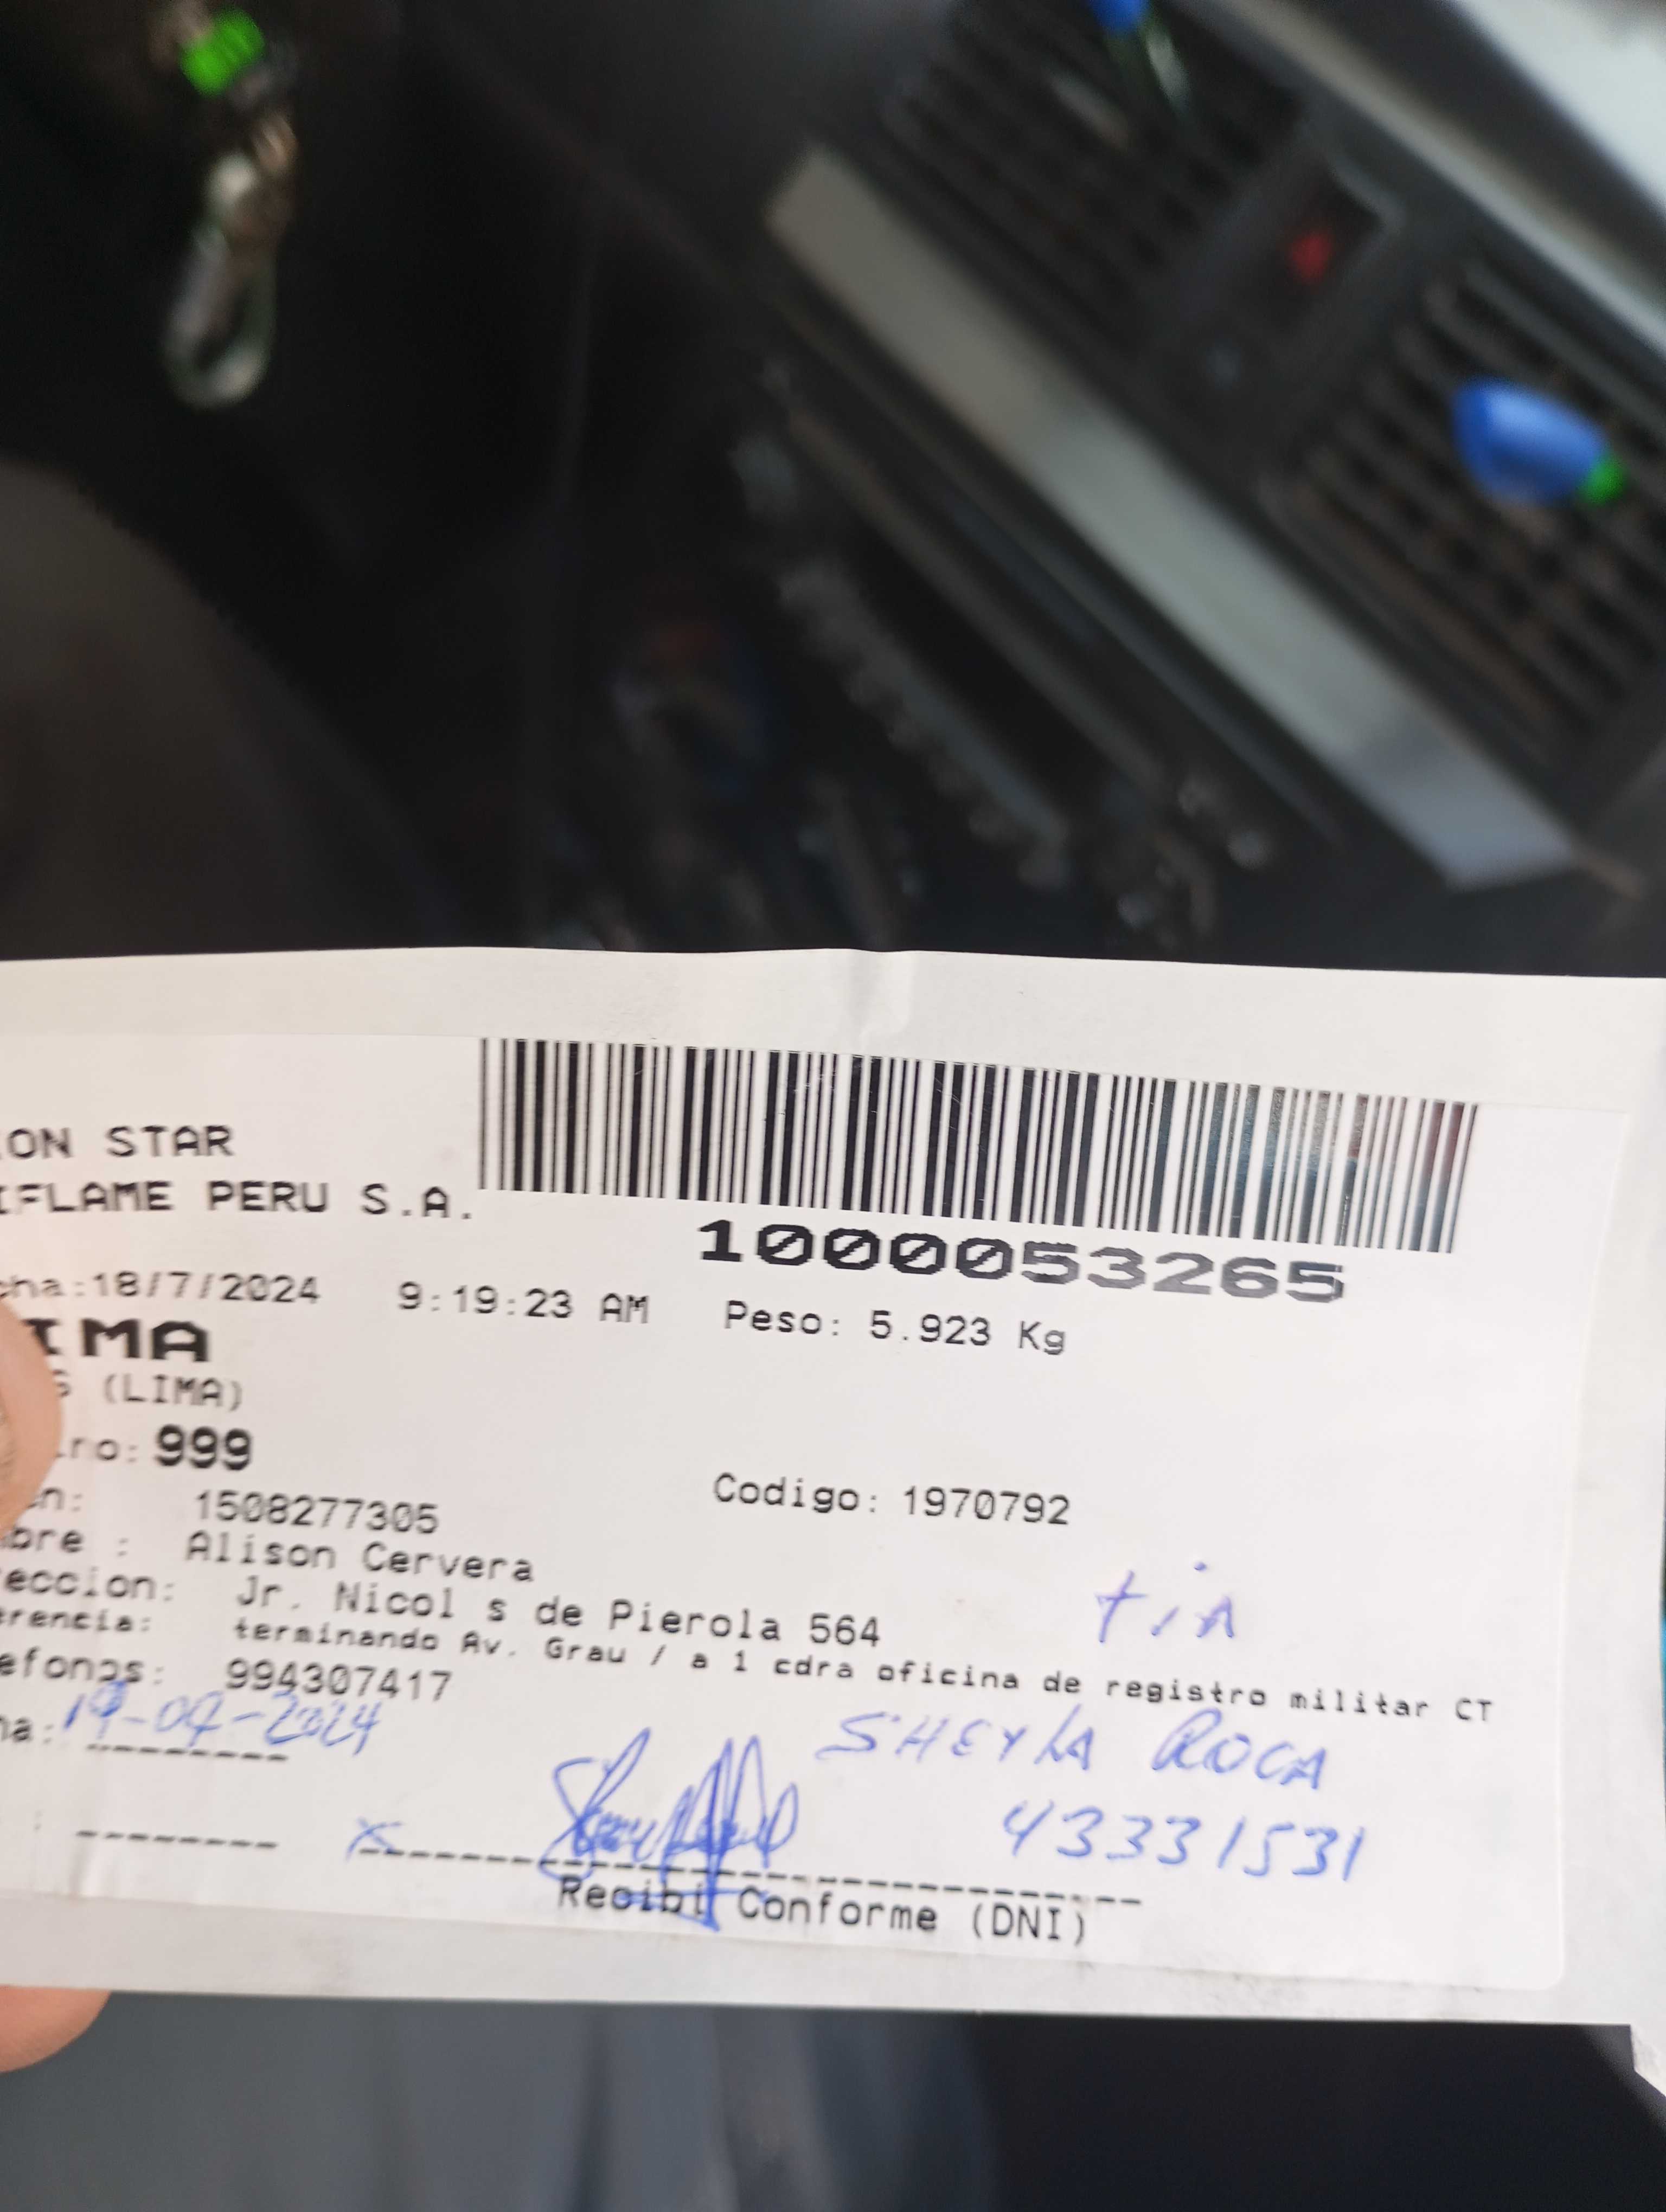 ON STAR
IFLAME PERU S.A.
1000053265
cha:18/7/2024 9:19:23 AM Peso: 5.923 Kg
IMA
S (LIMA)
ro: 999
n: 1508277305 Codigo: 1970792
bre : Alison Cervera
eccion: Jr. Nicol s de Pierola 564
tia
erencia: terminando Av. Grau / a 1 cdra oficina de registro militar CT
efonos: 994307417
ha: 19-07-2024
SHEYLA ROCA
43331531
x
Recibi Conforme (DNI)